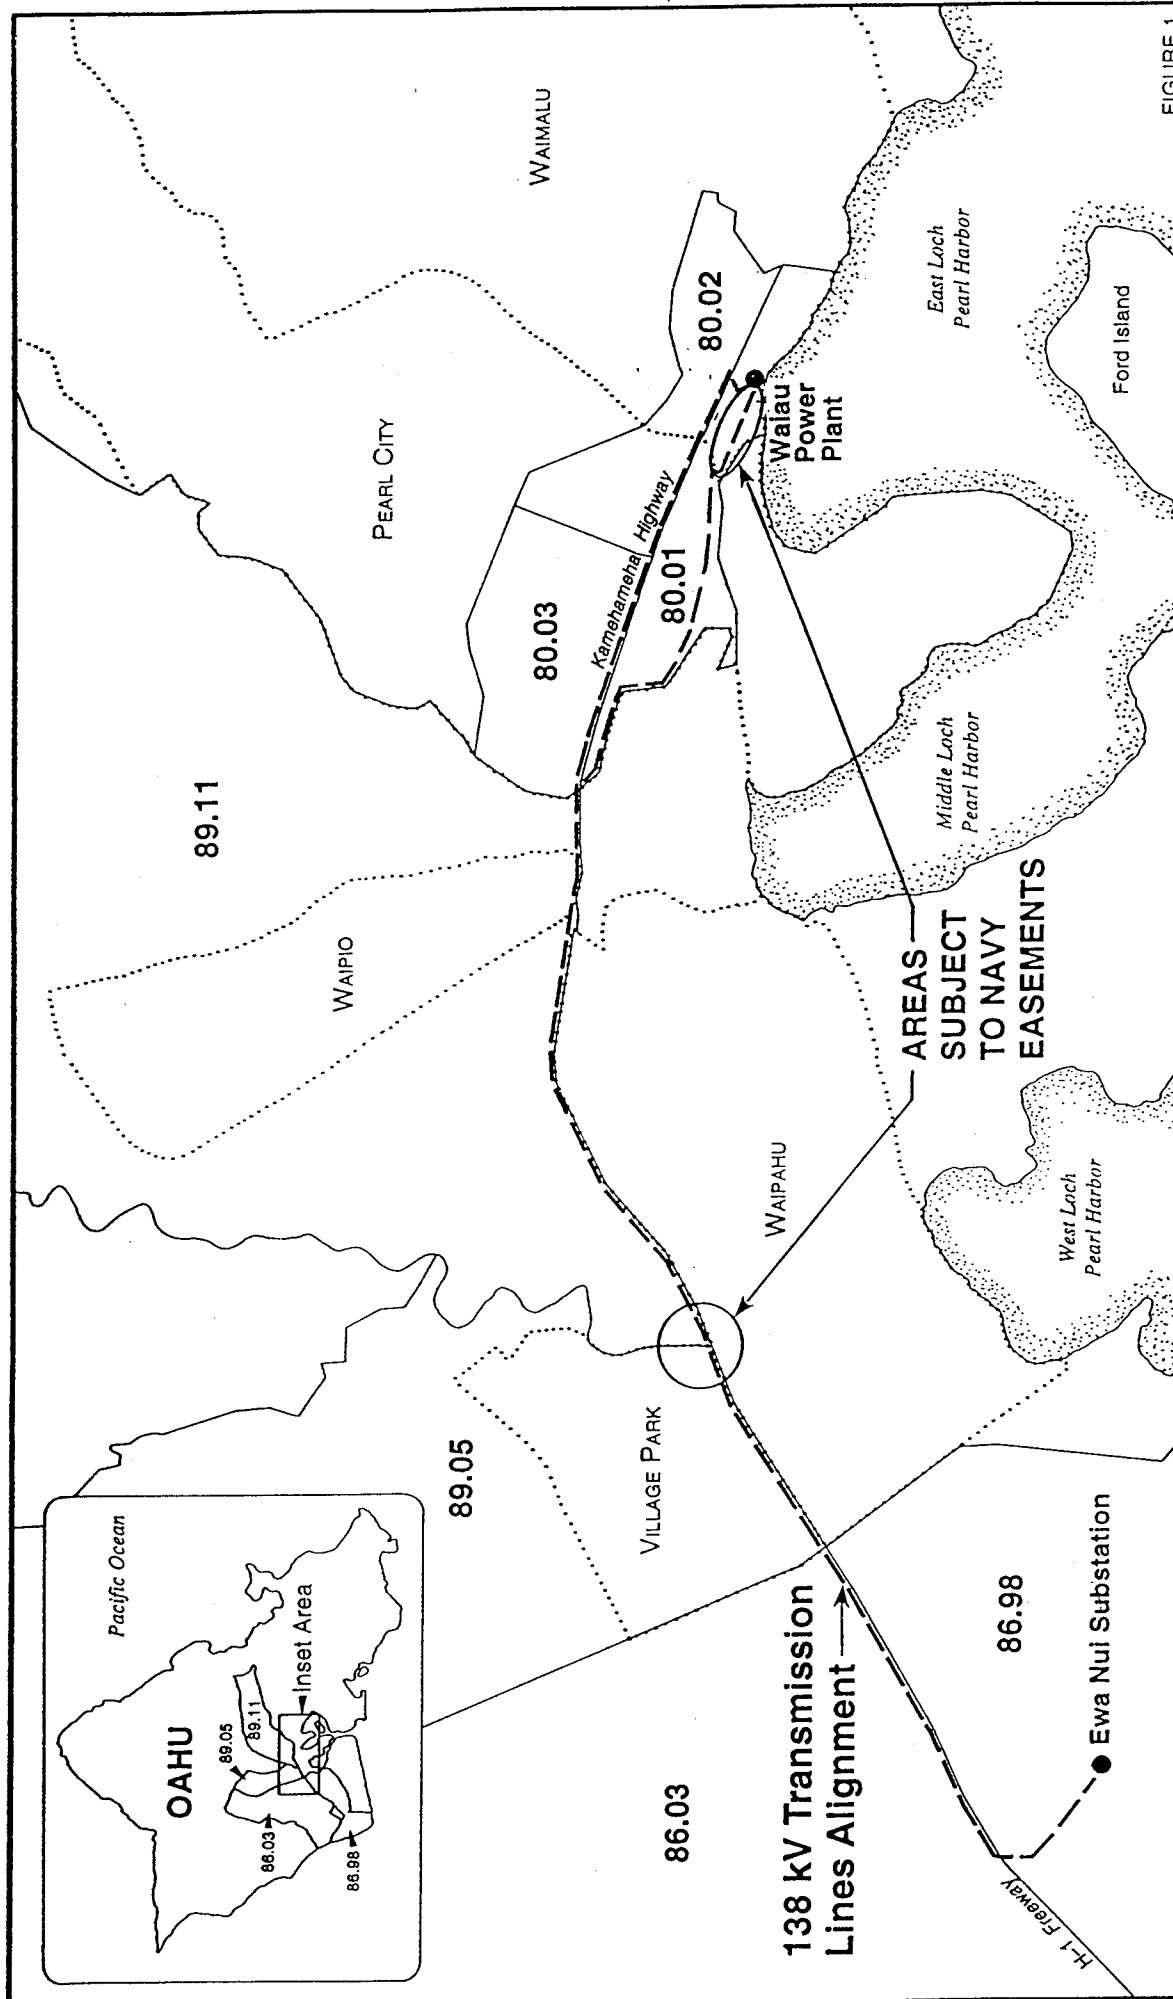 Pacific Ocean
OAHU
89.05
89.11
86.03
86.98
Inset Area
89.05
89.11
WAIPIO
PEARL CITY
WAIMALU
VILLAGE PARK
86.03
80.03
Kamehameha Highway
80.01
80.02
Waiau
Power
Plant
WAIPAHU
138 kV Transmission
Lines Alignment
AREAS
SUBJECT
TO NAVY
EASEMENTS
Middle Loch
Pearl Harbor
East Loch
Pearl Harbor
Ford Island
West Loch
Pearl Harbor
86.98
Ewa Nui Substation
H-1 Freeway
FIGURE 1